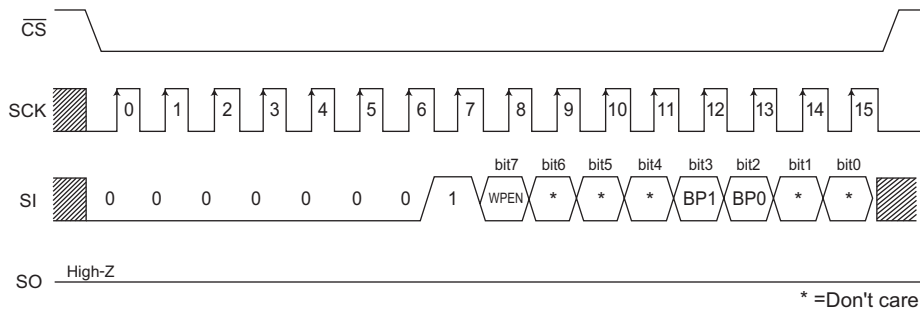 CS
SCK 0 1 2 3 4 5 6 7 8 9 10 11 12 13 14 15
bit7 bit6 bit5 bit4 bit3 bit2 bit1 bit0
SI 0 0 0 0 0 0 0 1 WPEN * * * BP1 BP0 * *
SO High-Z
* =Don't care